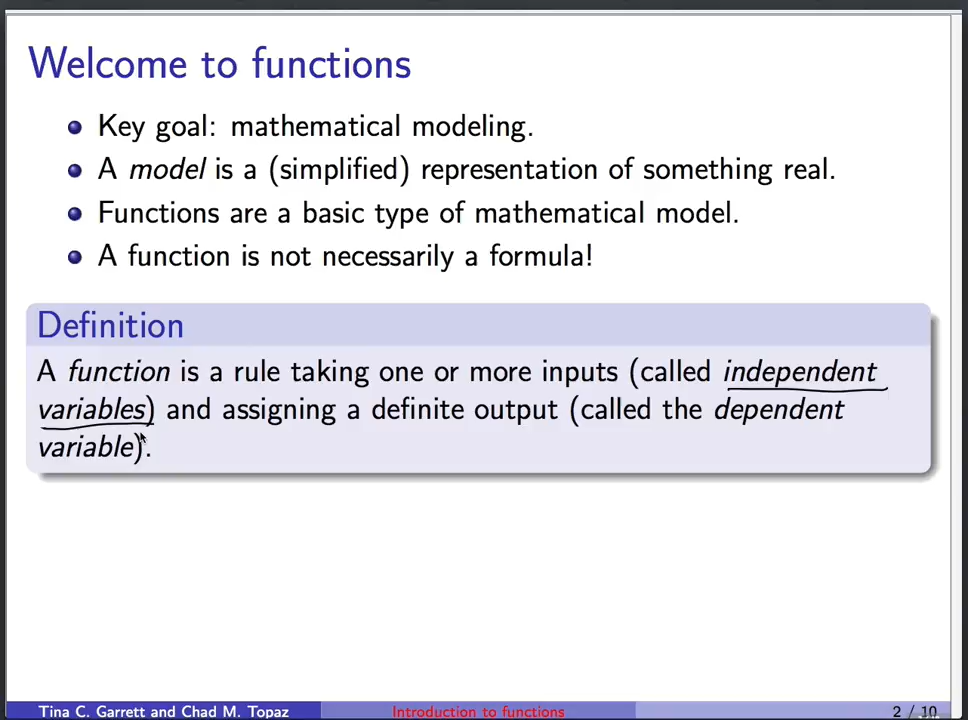 Welcome to functions
Key goal: mathematical modeling.
A model is a (simplified) representation of something real.
Functions are a basic type of mathematical model.
A function is not necessarily a formula!
Definition
A function is a rule taking one or more inputs (called independent
variables) and assigning a definite output (called the dependent
variable).
Tina C. Garrett and Chad M. Topaz Introduction to functions 2 / 10